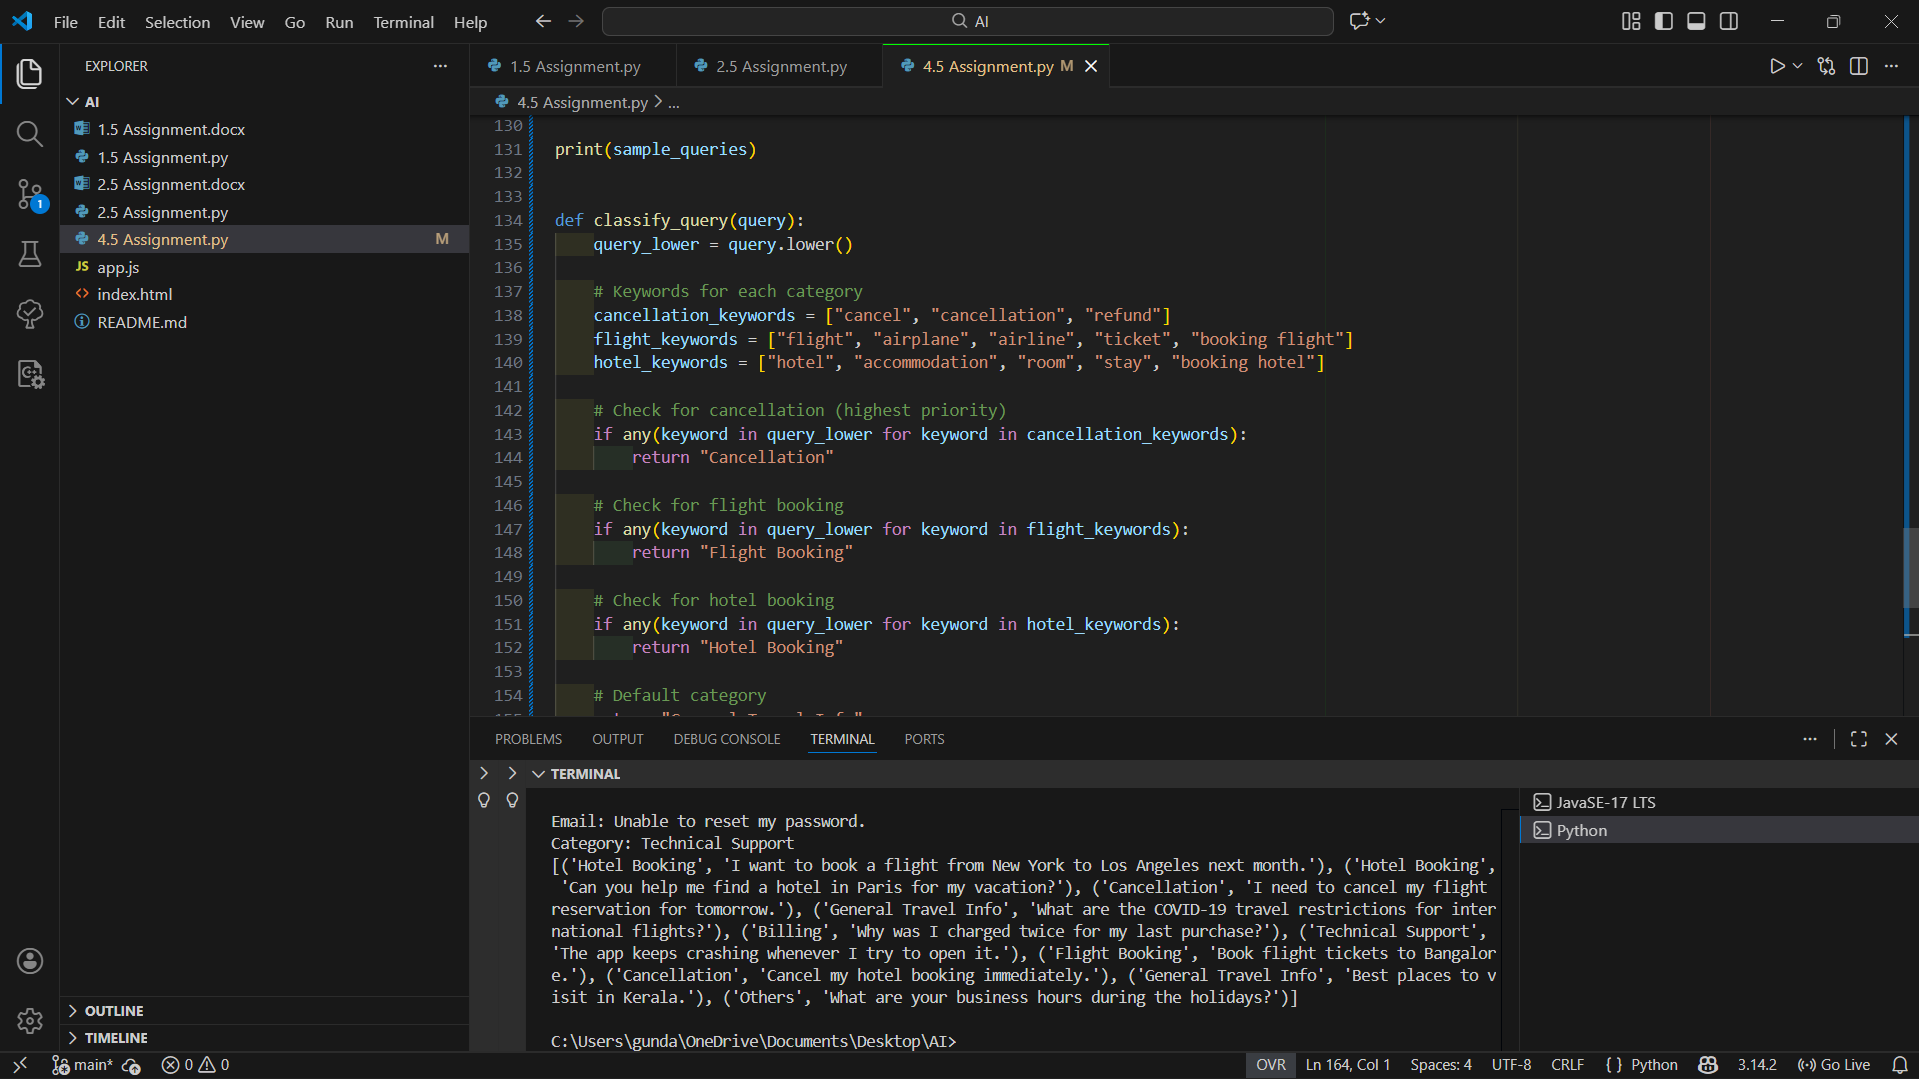 File Edit Selection View Go Run Terminal Help
AI
EXPLORER
AI
1.5 Assignment.docx
1.5 Assignment.py
2.5 Assignment.docx
2.5 Assignment.py
4.5 Assignment.py M
JS app.js
<> index.html
README.md
OUTLINE
TIMELINE
1
1.5 Assignment.py
2.5 Assignment.py
4.5 Assignment.py M
4.5 Assignment.py > ...
130
131 print(sample_queries)
132
133
134 def classify_query(query):
135 query_lower = query.lower()
136
137 # Keywords for each category
138 cancellation_keywords = ["cancel", "cancellation", "refund"]
139 flight_keywords = ["flight", "airplane", "airline", "ticket", "booking flight"]
140 hotel_keywords = ["hotel", "accommodation", "room", "stay", "booking hotel"]
141
142 # Check for cancellation (highest priority)
143 if any(keyword in query_lower for keyword in cancellation_keywords):
144 return "Cancellation"
145
146 # Check for flight booking
147 if any(keyword in query_lower for keyword in flight_keywords):
148 return "Flight Booking"
149
150 # Check for hotel booking
151 if any(keyword in query_lower for keyword in hotel_keywords):
152 return "Hotel Booking"
153
154 # Default category
PROBLEMS OUTPUT DEBUG CONSOLE TERMINAL PORTS
TERMINAL
Email: Unable to reset my password.
Category: Technical Support
[('Hotel Booking', 'I want to book a flight from New York to Los Angeles next month.'), ('Hotel Booking',
'Can you help me find a hotel in Paris for my vacation?'), ('Cancellation', 'I need to cancel my flight
reservation for tomorrow.'), ('General Travel Info', 'What are the COVID-19 travel restrictions for inter
national flights?'), ('Billing', 'Why was I charged twice for my last purchase?'), ('Technical Support',
'The app keeps crashing whenever I try to open it.'), ('Flight Booking', 'Book flight tickets to Bangalor
e.'), ('Cancellation', 'Cancel my hotel booking immediately.'), ('General Travel Info', 'Best places to v
isit in Kerala.'), ('Others', 'What are your business hours during the holidays?')]
C:\Users\gunda\OneDrive\Documents\Desktop\AI>
JavaSE-17 LTS
Python
main* 0 0
OVR Ln 164, Col 1 Spaces: 4 UTF-8 CRLF { } Python 3.14.2 Go Live